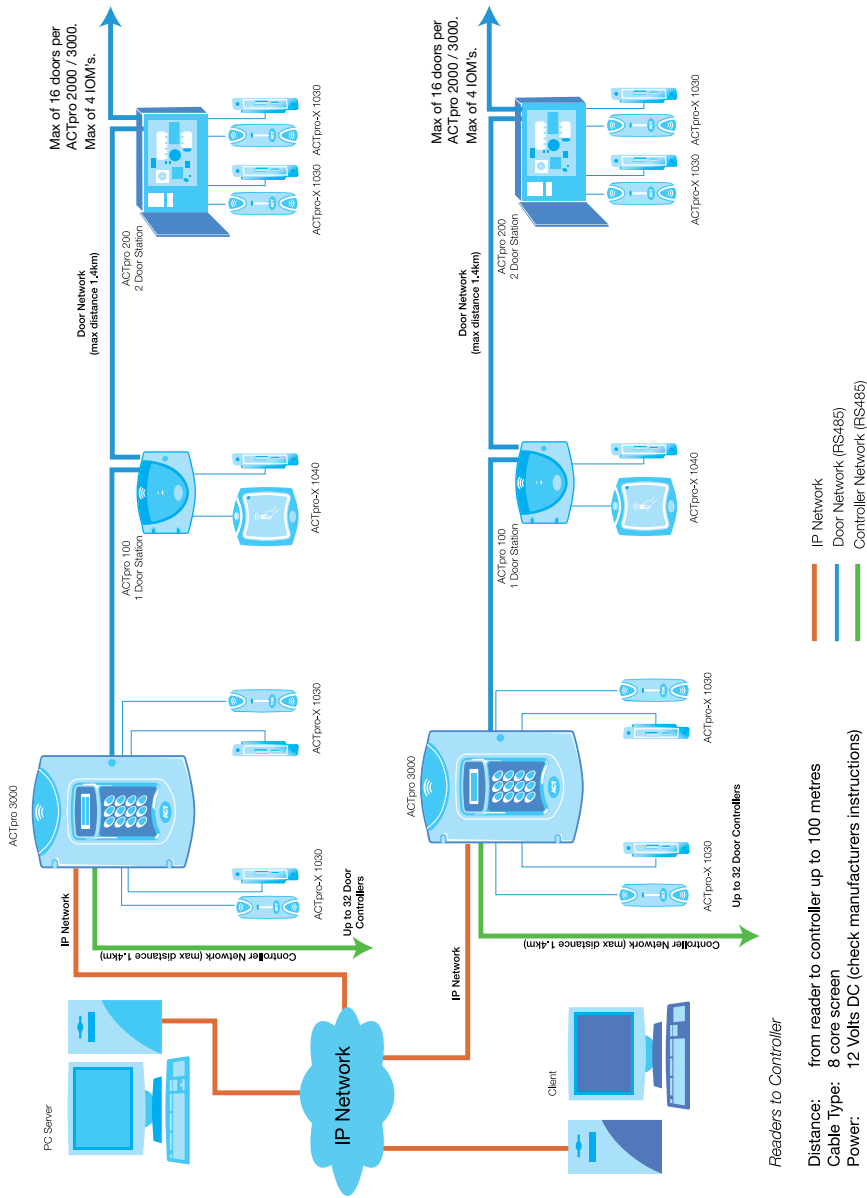 PC Server
IP Network
Client
IP Network
Controller Network (max distance 1.4km)
Up to 32 Door
Controllers
ACTpro 3000
ACT
ACTpro-X 1030
ACTpro-X 1030
ACTpro 100
1 Door Station
ACTpro-X 1040
Door Network
(max distance 1.4km)
ACTpro 200
2 Door Station
ACTpro-X 1030
ACTpro-X 1030
Max of 16 doors per
ACTpro 2000 / 3000.
Max of 4 IOM's.
IP Network
Controller Network (max distance 1.4km)
Up to 32 Door Controllers
ACTpro 3000
ACT
ACTpro-X 1030
ACTpro-X 1030
ACTpro 100
1 Door Station
ACTpro-X 1040
Door Network
(max distance 1.4km)
ACTpro 200
2 Door Station
ACTpro-X 1030
ACTpro-X 1030
Max of 16 doors per
ACTpro 2000 / 3000.
Max of 4 IOM's.
Readers to Controller
Distance: from reader to controller up to 100 metres
Cable Type: 8 core screen
Power: 12 Volts DC (check manufacturers instructions)
IP Network
Door Network (RS485)
Controller Network (RS485)